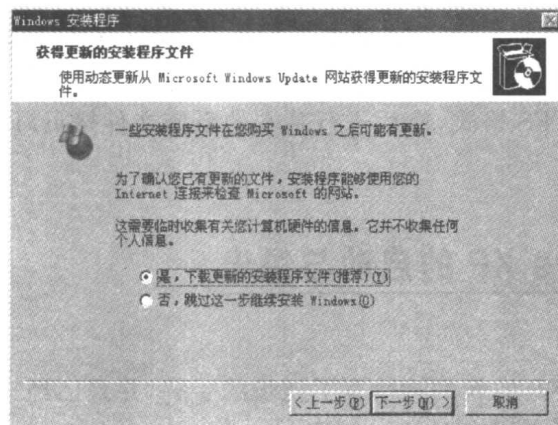 Windows 安装程序
获得更新的安装程序文件
使用动态更新从 Microsoft Windows Update 网站获得更新的安装程序文
件。
一些安装程序文件在您购买 Windows 之后可能有更新。
为了确认您已有更新的文件，安装程序能够使用您的
Internet 连接来检查 Microsoft 的网站。
这需要临时收集有关您计算机硬件的信息。它并不收集任何
个人信息。
是，下载更新的安装程序文件(推荐)(Y)
否，跳过这一步继续安装 Windows(O)
< 上一步(B) 下一步(N) > 取消